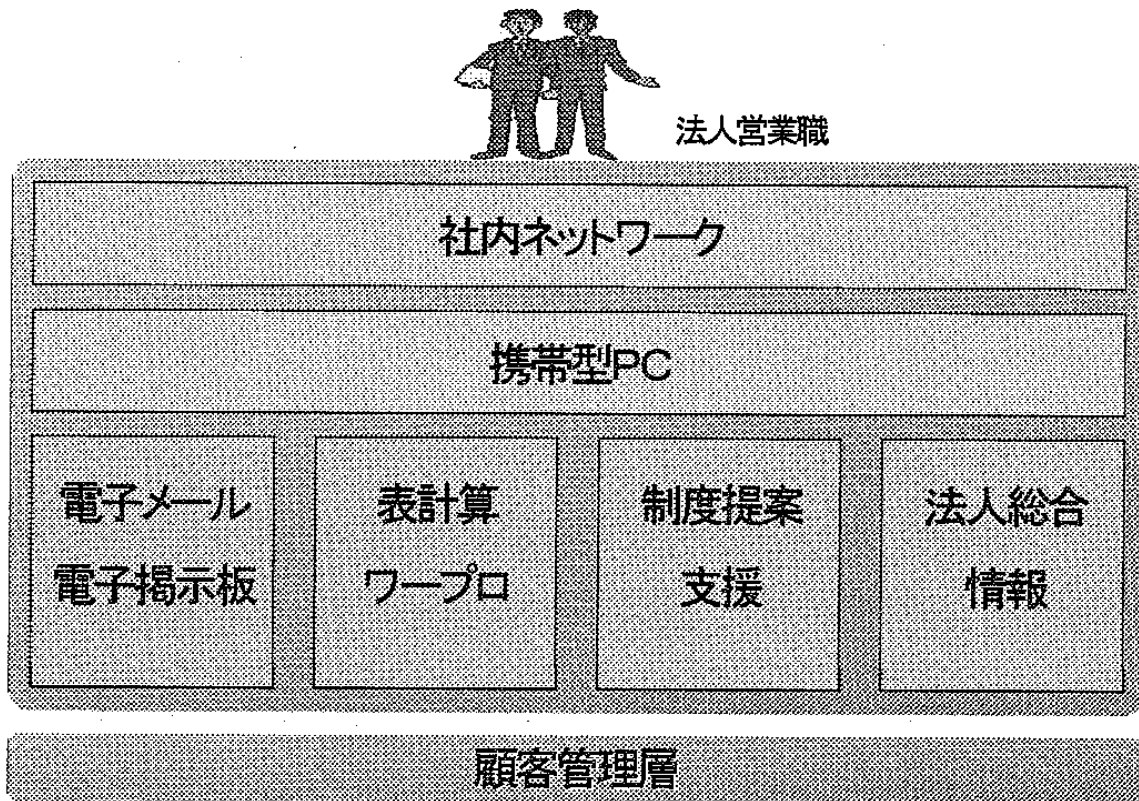 法人営業職
社内ネットワーク
携帯型PC
電子メール
電子掲示板
表計算
ワープロ
制度提案
支援
法人総合
情報
顧客管理層